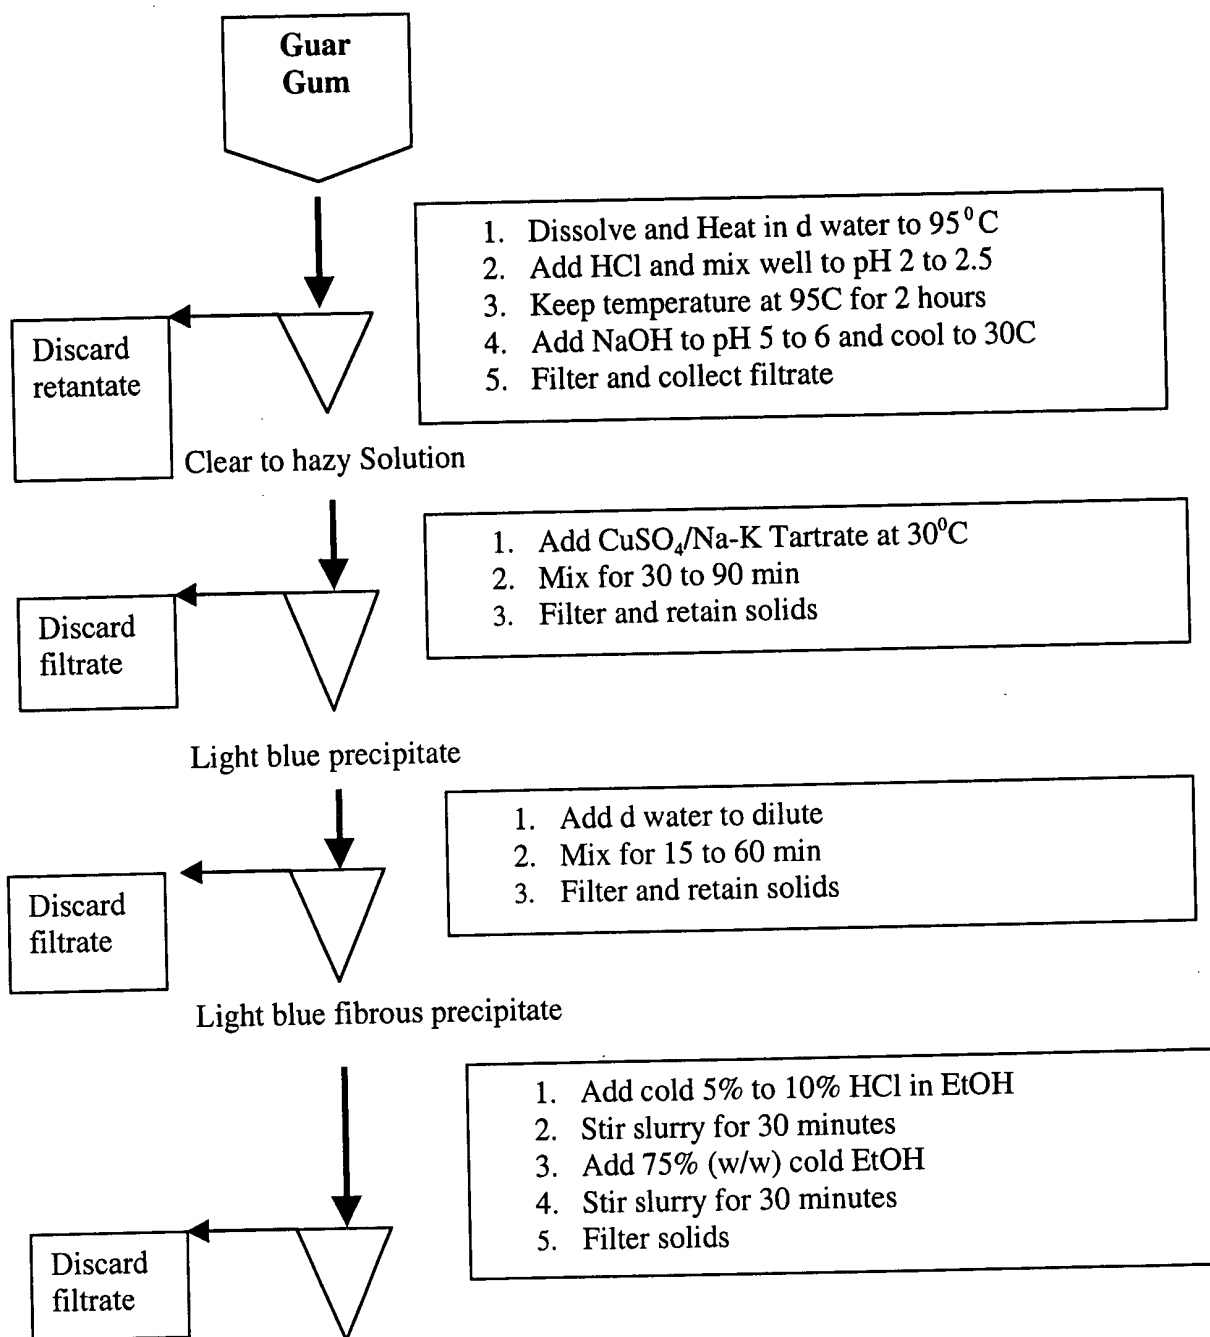 Guar
Gum
1. Dissolve and Heat in d water to 95⁰C
2. Add HCl and mix well to pH 2 to 2.5
3. Keep temperature at 95C for 2 hours
4. Add NaOH to pH 5 to 6 and cool to 30C
5. Filter and collect filtrate
Discard
retantate
Clear to hazy Solution
1. Add CuSO₄/Na-K Tartrate at 30⁰C
2. Mix for 30 to 90 min
3. Filter and retain solids
Discard
filtrate
Light blue precipitate
1. Add d water to dilute
2. Mix for 15 to 60 min
3. Filter and retain solids
Discard
filtrate
Light blue fibrous precipitate
1. Add cold 5% to 10% HCl in EtOH
2. Stir slurry for 30 minutes
3. Add 75% (w/w) cold EtOH
4. Stir slurry for 30 minutes
5. Filter solids
Discard
filtrate